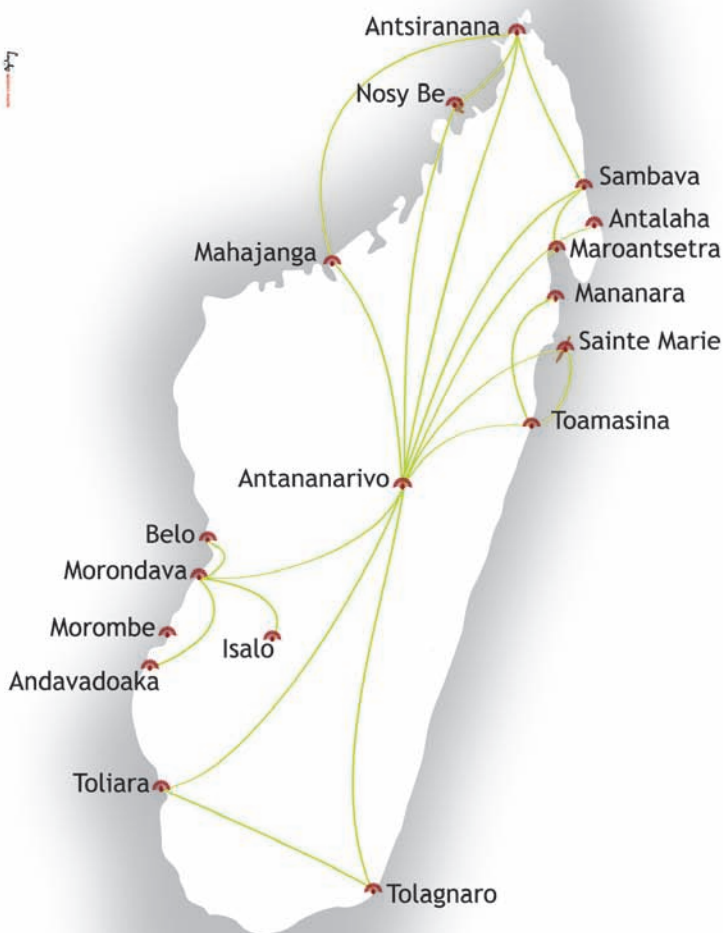 Antsiranana
Nosy Be
Sambava
Antalaha
Mahajanga
Maroantsetra
Mananara
Sainte Marie
Toamasina
Antananarivo
Belo
Morondava
Morombe
Isalo
Andavadoaka
Toliara
Tolagnaro